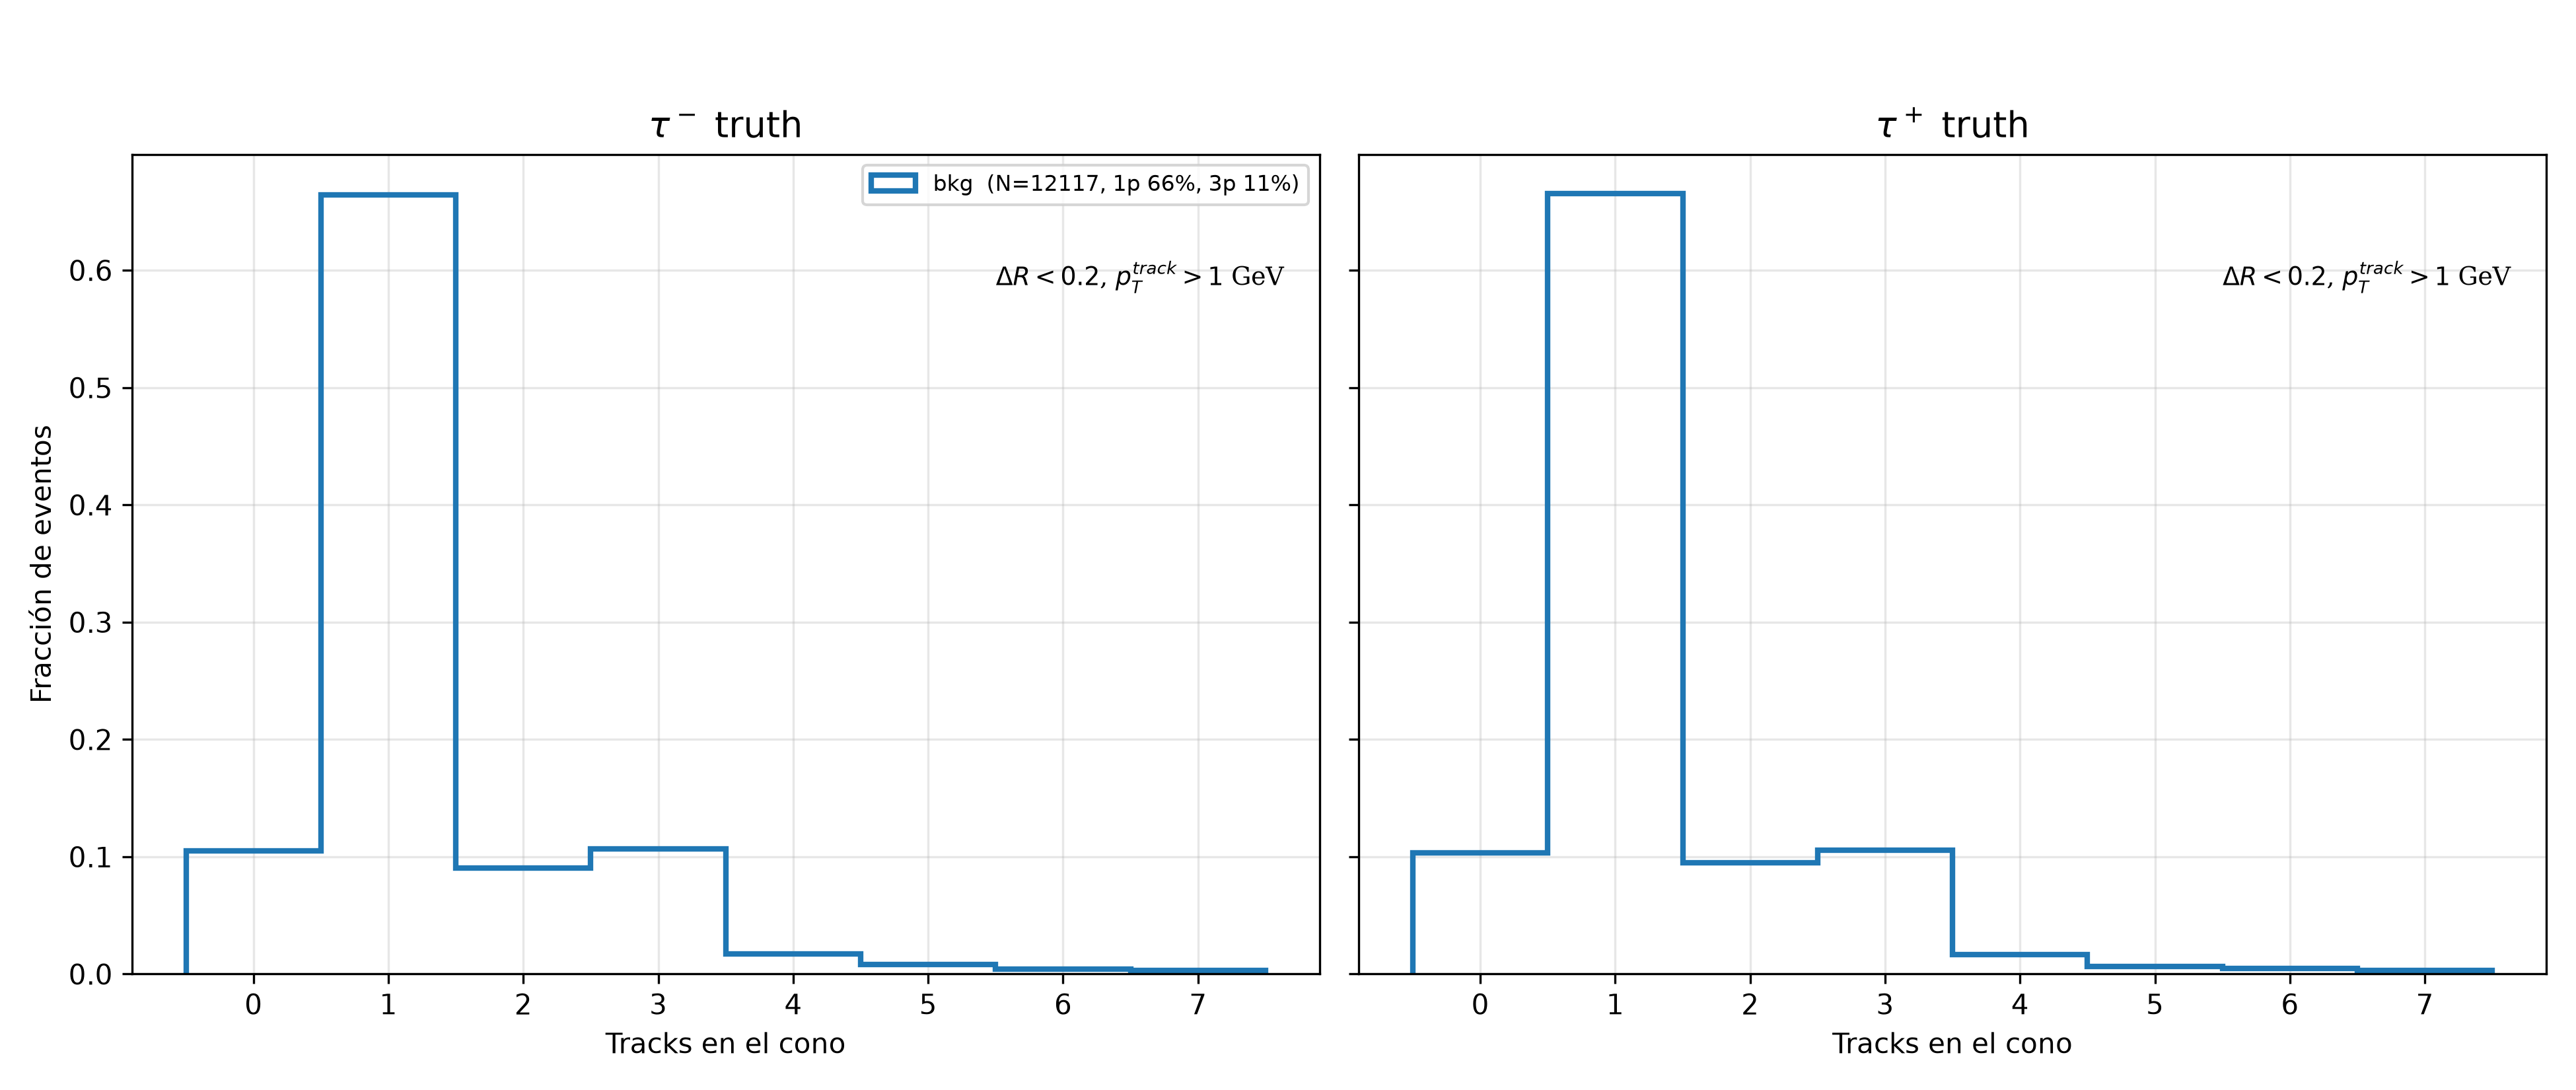 τ⁻ truth
bkg (N=12117, 1p 66%, 3p 11%)
ΔR < 0.2, p_T^{track} > 1 GeV
Fracción de eventos
0.6
0.5
0.4
0.3
0.2
0.1
0.0
0 1 2 3 4 5 6 7
Tracks en el cono
τ⁺ truth
ΔR < 0.2, p_T^{track} > 1 GeV
0 1 2 3 4 5 6 7
Tracks en el cono